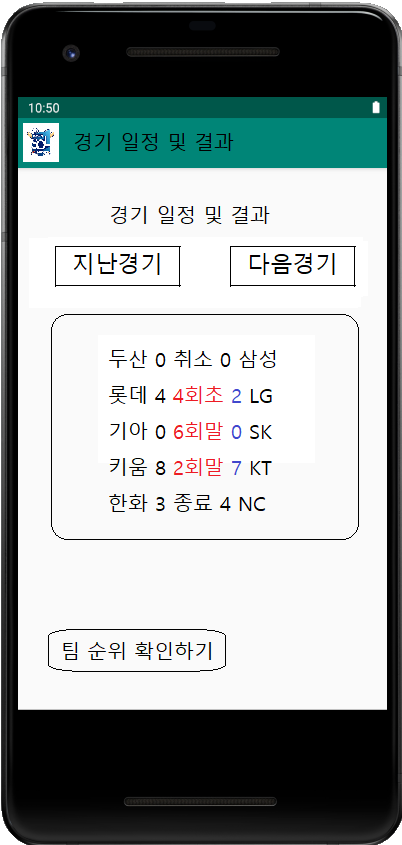 10:50
경기 일정 및 결과
경기 일정 및 결과
지난경기 다음경기
두산 0 취소 0 삼성
롯데 4 4회초 2 LG
기아 0 6회말 0 SK
키움 8 2회말 7 KT
한화 3 종료 4 NC
팀 순위 확인하기